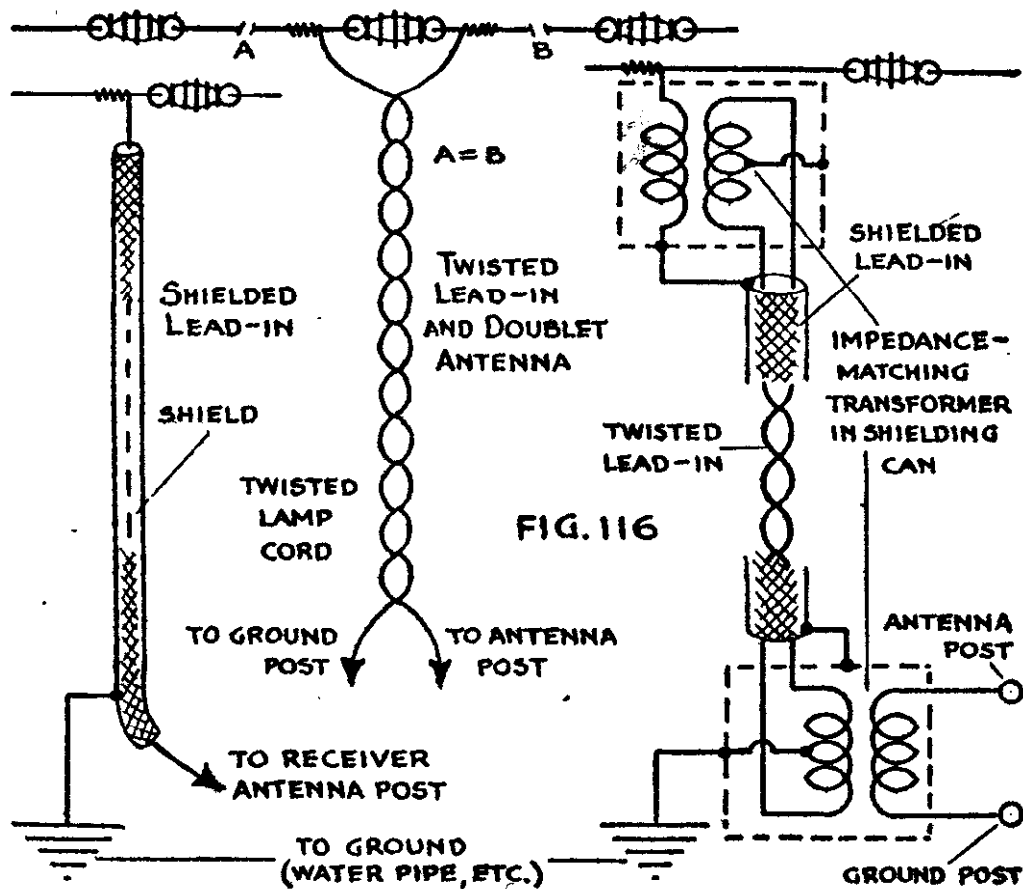 A
B
A=B
SHIELDED
LEAD-IN
SHIELD
TWISTED
LEAD-IN
AND DOUBLET
ANTENNA
TWISTED
LAMP
CORD
TO GROUND
POST
TO ANTENNA
POST
TO RECEIVER
ANTENNA POST
FIG. 116
SHIELDED
LEAD-IN
IMPEDANCE-
MATCHING
TRANSFORMER
IN SHIELDING
CAN
TWISTED
LEAD-IN
ANTENNA
POST
TO GROUND
(WATER PIPE, ETC.)
GROUND POST